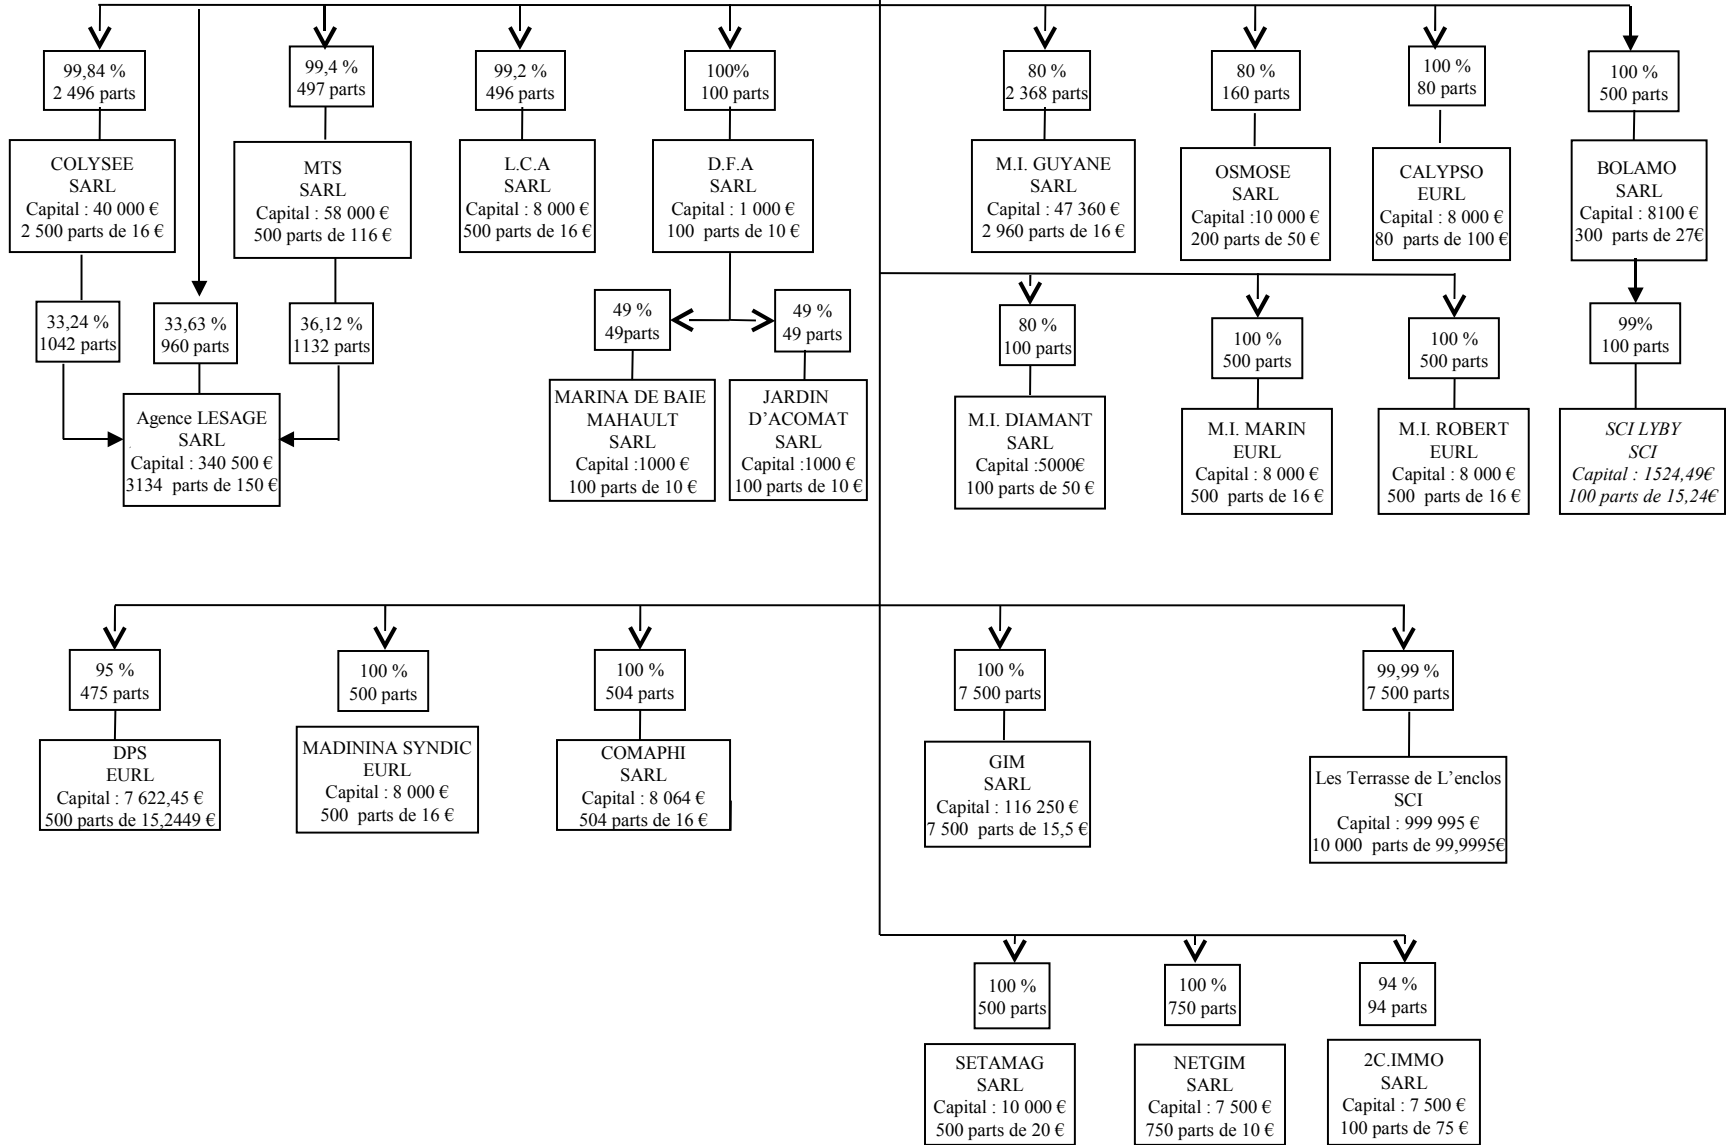 99,84 %
2 496 parts
99,4 %
497 parts
99,2 %
496 parts
100%
100 parts
80 %
2 368 parts
80 %
160 parts
100 %
80 parts
100 %
500 parts
COLYSEE
SARL
Capital : 40 000 €
2 500 parts de 16 €
MTS
SARL
Capital : 58 000 €
500 parts de 116 €
L.C.A
SARL
Capital : 8 000 €
500 parts de 16 €
D.F.A
SARL
Capital : 1 000 €
100 parts de 10 €
M.I. GUYANE
SARL
Capital : 47 360 €
2 960 parts de 16 €
OSMOSE
SARL
Capital :10 000 €
200 parts de 50 €
CALYPSO
EURL
Capital : 8 000 €
80 parts de 100 €
BOLAMO
SARL
Capital : 8100 €
300 parts de 27€
33,24 %
1042 parts
33,63 %
960 parts
36,12 %
1132 parts
49 %
49parts
49 %
49 parts
80 %
100 parts
100 %
500 parts
100 %
500 parts
99%
100 parts
Agence LESAGE
SARL
Capital : 340 500 €
3134 parts de 150 €
MARINA DE BAIE
MAHAULT
SARL
Capital :1000 €
100 parts de 10 €
JARDIN
D’ACOMAT
SARL
Capital :1000 €
100 parts de 10 €
M.I. DIAMANT
SARL
Capital :5000€
100 parts de 50 €
M.I. MARIN
EURL
Capital : 8 000 €
500 parts de 16 €
M.I. ROBERT
EURL
Capital : 8 000 €
500 parts de 16 €
SCI LYBY
SCI
Capital : 1524,49€
100 parts de 15,24€
95 %
475 parts
100 %
500 parts
100 %
504 parts
100 %
7 500 parts
99,99 %
7 500 parts
DPS
EURL
Capital : 7 622,45 €
500 parts de 15,2449 €
MADININA SYNDIC
EURL
Capital : 8 000 €
500 parts de 16 €
COMAPHI
SARL
Capital : 8 064 €
504 parts de 16 €
GIM
SARL
Capital : 116 250 €
7 500 parts de 15,5 €
Les Terrasse de L’enclos
SCI
Capital : 999 995 €
10 000 parts de 99,9995€
100 %
500 parts
100 %
750 parts
94 %
94 parts
SETAMAG
SARL
Capital : 10 000 €
500 parts de 20 €
NETGIM
SARL
Capital : 7 500 €
750 parts de 10 €
2C.IMMO
SARL
Capital : 7 500 €
100 parts de 75 €